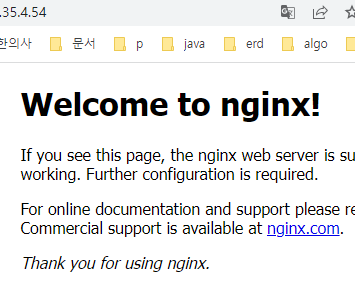 .35.4.54
한의사 문서 p java erd algo
Welcome to nginx!
If you see this page, the nginx web server is su
working. Further configuration is required.
For online documentation and support please re
Commercial support is available at nginx.com.
Thank you for using nginx.